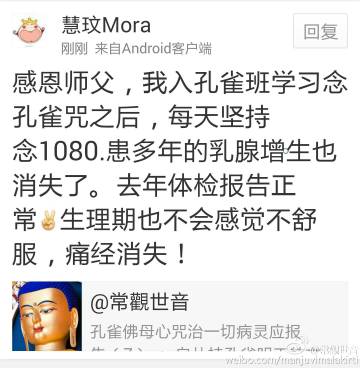 慧玟Mora
刚刚 来自Android客户端
回复
感恩师父，我入孔雀班学习念
孔雀咒之后，每天坚持
念1080.患多年的乳腺增生也
消失了。去年体检报告正
常✌生理期也不会感觉不舒
服，痛经消失！
@常觀世音
孔雀佛母心咒治一切病灵应报
weibo.com/manjuvimalakirti